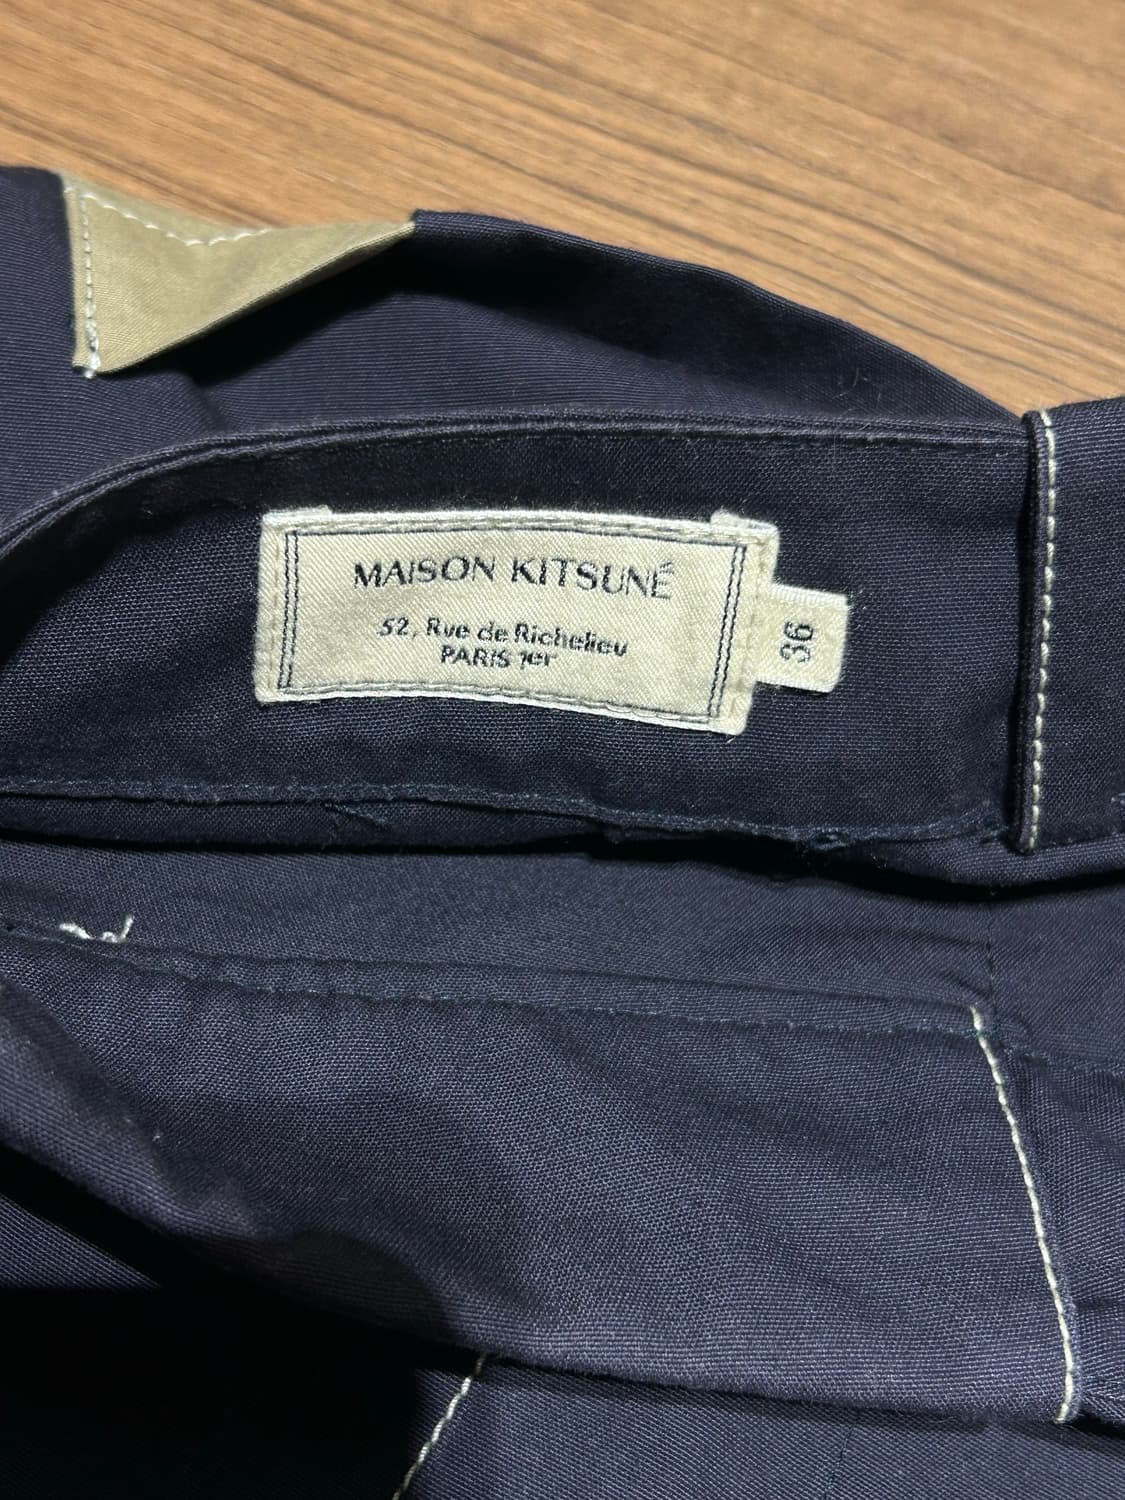 MAISON KITSUNÉ
52, Rue de Richelieu
PARIS 1er
36